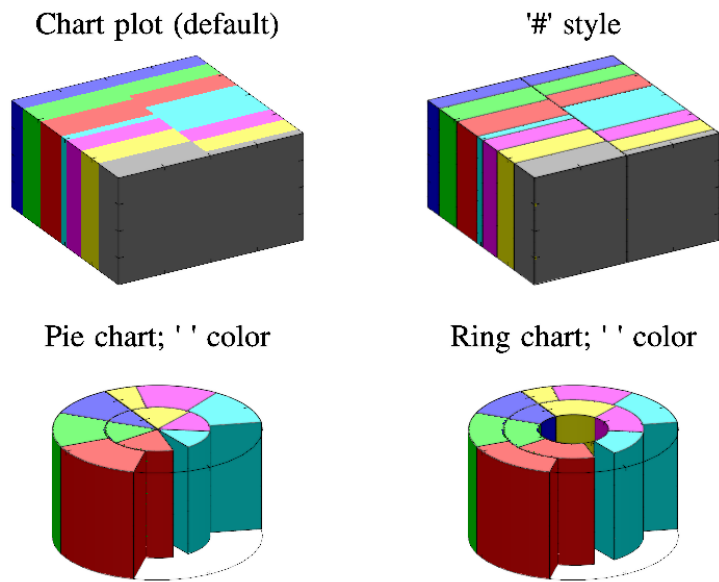 Chart plot (default)
'#' style
Pie chart; ' ' color
Ring chart; ' ' color